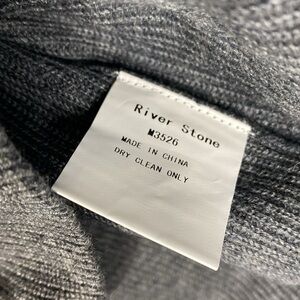 River Stone
M3526
MADE IN CHINA
DRY CLEAN ONLY